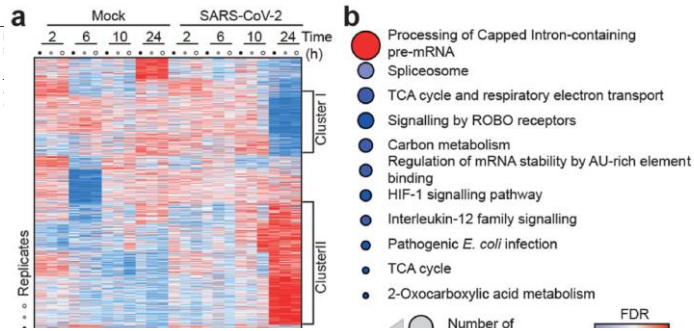 a
Mock SARS-CoV-2
2 6 10 24 2 6 10 24 Time
(h)
Cluster I
ClusterII
Replicates
b
Processing of Capped Intron-containing
pre-mRNA
Spliceosome
TCA cycle and respiratory electron transport
Signalling by ROBO receptors
Carbon metabolism
Regulation of mRNA stability by AU-rich element
binding
HIF-1 signalling pathway
Interleukin-12 family signalling
Pathogenic E. coli infection
TCA cycle
2-Oxocarboxylic acid metabolism
Number of
FDR